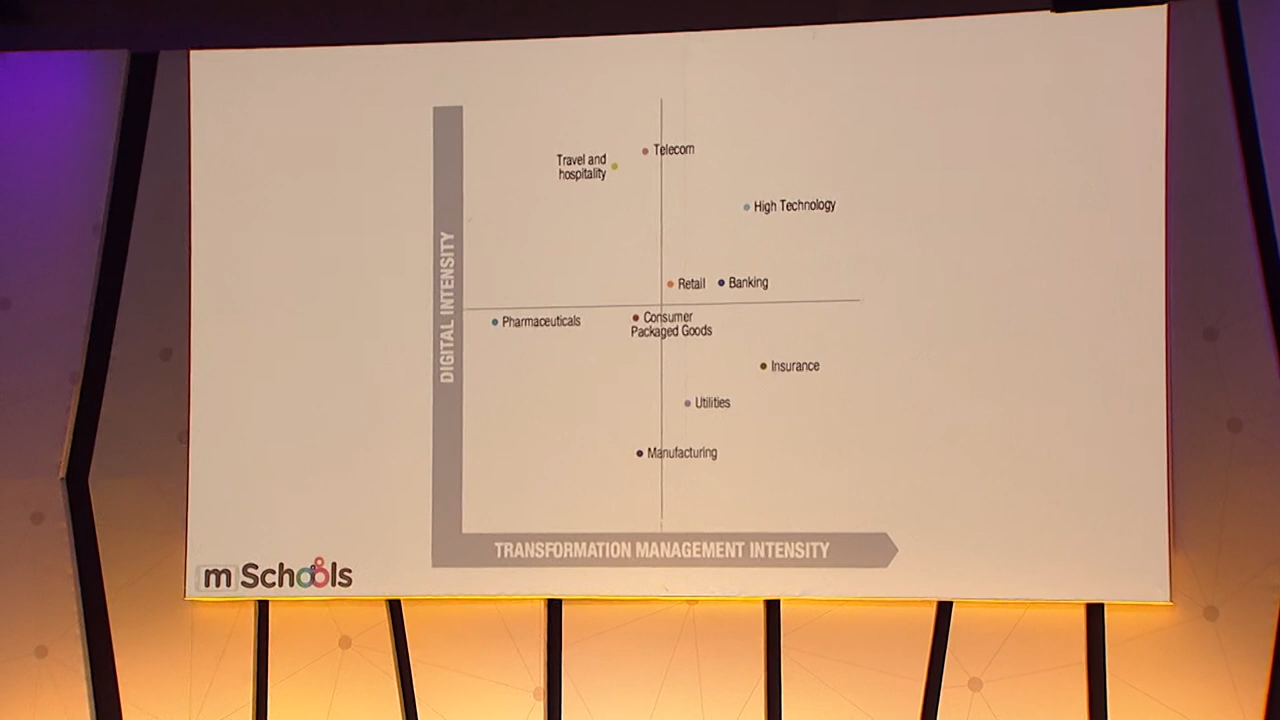 Telecom
Travel and
hospitality
High Technology
Retail
Banking
Pharmaceuticals
Consumer
Packaged Goods
Insurance
Utilities
Manufacturing
DIGITAL INTENSITY
TRANSFORMATION MANAGEMENT INTENSITY
m Schools